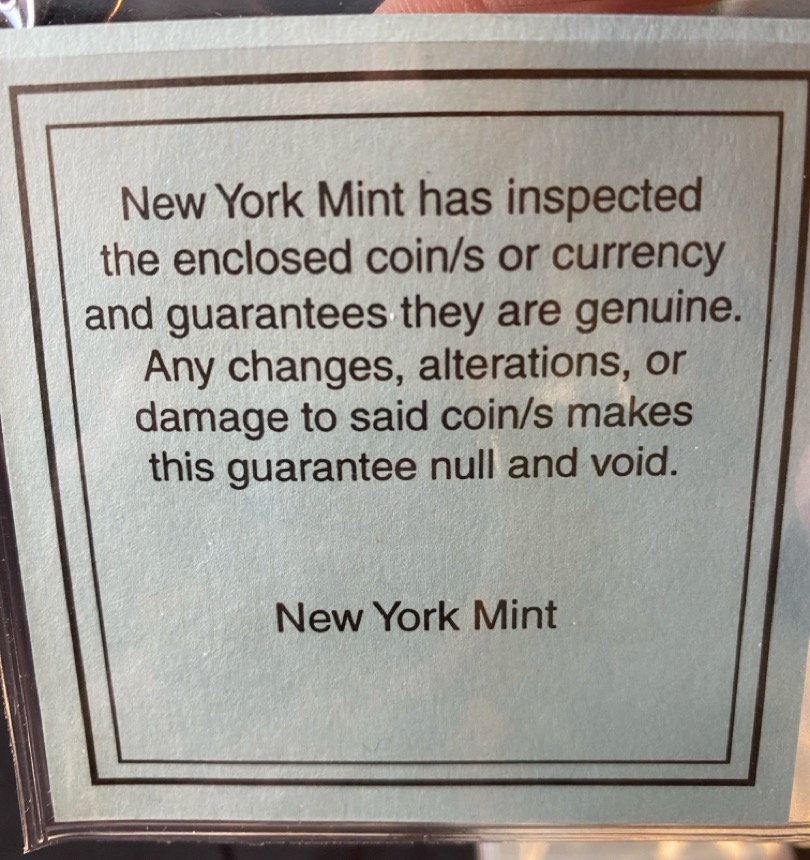 New York Mint has inspected
the enclosed coin/s or currency
and guarantees they are genuine.
Any changes, alterations, or
damage to said coin/s makes
this guarantee null and void.
New York Mint